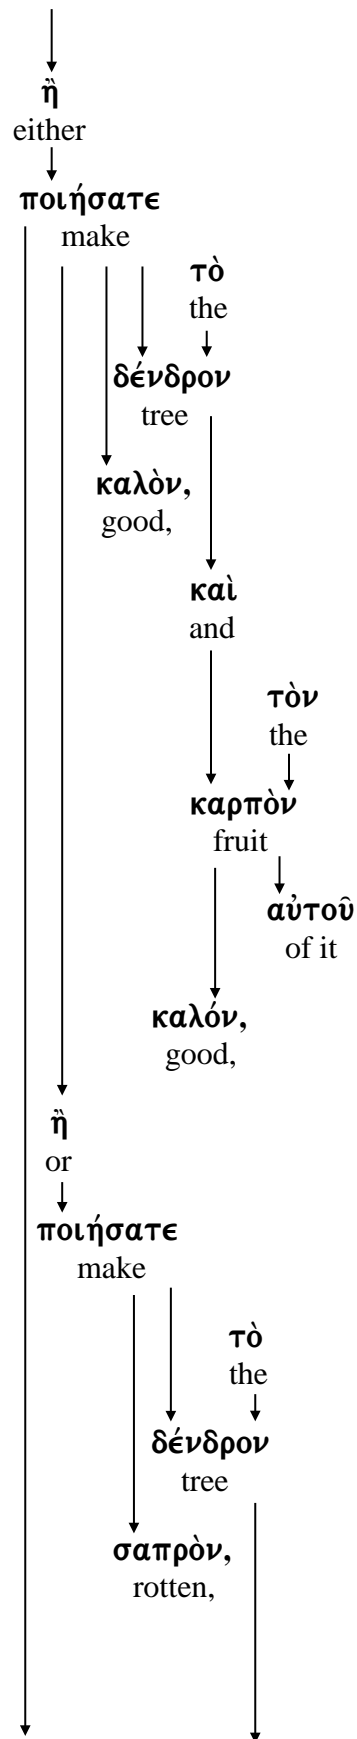 ἢ
either
ποιήσατε
make
τὸ
the
δένδρον
tree
καλὸν,
good,
καὶ
and
τὸν
the
καρπὸν
fruit
αὐτοῦ
of it
καλόν,
good,
ἢ
or
ποιήσατε
make
τὸ
the
δένδρον
tree
σαπρὸν,
rotten,